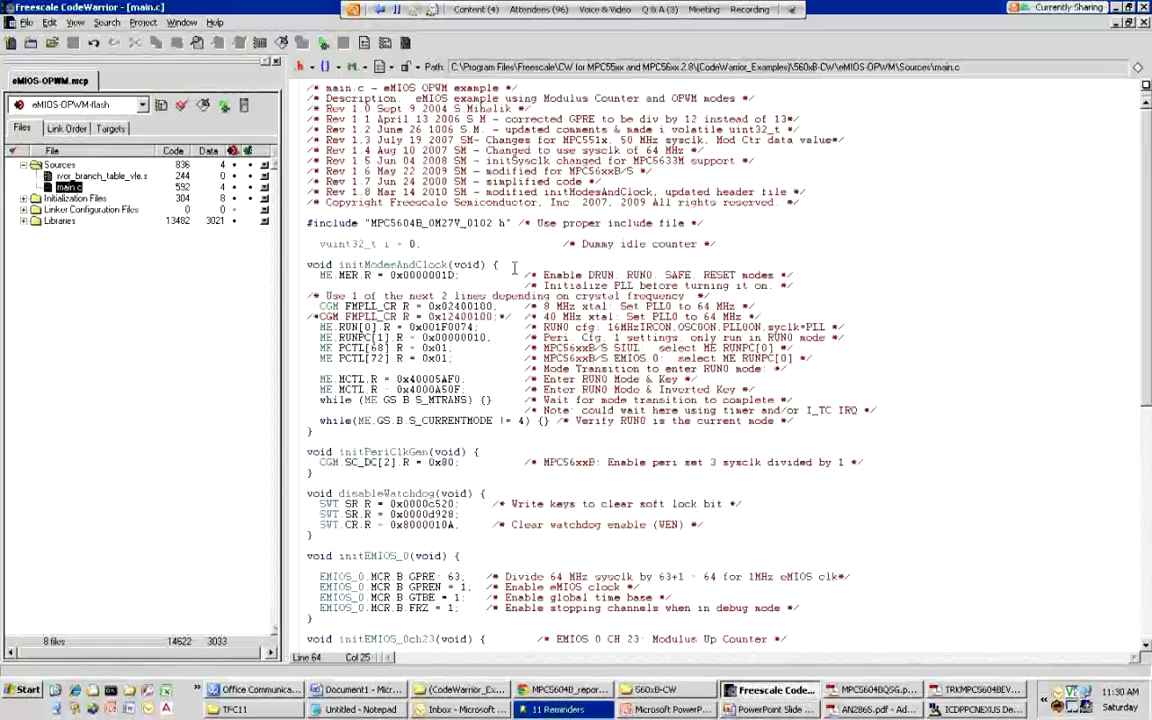 Freescale CodeWarrior - [main.c]
Content (4) Attendees (96) Voice & Video Q & A (3) Meeting Recording
Currently Sharing
File Edit View Search Project Window Help
eMIOS-OPWM.mcp
Path: C:\Program Files\Freescale\CW for MPC55xx and MPC56xx 2.8\(CodeWarrior_Examples)\560xB-CW\eMIOS-OPWM\Sources\main.c
eMIOS-OPWM-flash
Files Link Order Targets
File Code Data
Sources 836 4
ivor_branch_table_vle.s 244 0
main.c 592 4
Initialization Files 304 8
Linker Configuration Files 0 0
Libraries 13482 3021
8 files 14622 3033
/* main.c - eMIOS OPWM example */
/* Description: eMIOS example using Modulus Counter and OPWM modes */
/* Rev 1.0 Sept 9 2004 S.Mihalik */
/* Rev 1.1 April 13 2006 S.M.- corrected GPRE to be div by 12 instead of 13*/
/* Rev 1.2 June 26 1006 S.M. - updated comments & made i volatile uint32_t */
/* Rev 1.3 July 19 2007 SM- Changes for MPC551x, 50 MHz sysclk, Mod Ctr data value*/
/* Rev 1.4 Aug 10 2007 SM - Changed to use sysclk of 64 MHz */
/* Rev 1.5 Jun 04 2008 SM - initSysclk changed for MPC5633M support */
/* Rev 1.6 May 22 2009 SM - modified for MPC56xxB/S */
/* Rev 1.7 Jun 24 2008 SM - simplified code */
/* Rev 1.8 Mar 14 2010 SM - modified initModesAndClock, updated header file */
/* Copyright Freescale Semiconductor, Inc. 2007, 2009 All rights reserved. */
#include "MPC5604B_0M27V_0102.h" /* Use proper include file */
vuint32_t i = 0; /* Dummy idle counter */
void initModesAndClock(void) {
ME.MER.R = 0x0000001D; /* Enable DRUN, RUN0, SAFE, RESET modes */
/* Initialize PLL before turning it on: */
/* Use 1 of the next 2 lines depending on crystal frequency: */
CGM.FMPLL_CR.R = 0x02400100; /* 8 MHz xtal: Set PLL0 to 64 MHz */
/*CGM.FMPLL_CR.R = 0x12400100;*/ /* 40 MHz xtal: Set PLL0 to 64 MHz */
ME.RUN[0].R = 0x001F0074; /* RUN0 cfg: 16MHzIRCON,OSC0ON,PLL0ON,syclk=PLL */
ME.RUNPC[1].R = 0x00000010; /* Peri. Cfg. 1 settings: only run in RUN0 mode */
ME.PCTL[68].R = 0x01; /* MPC56xxB/S SIUL: select ME.RUNPC[0] */
ME.PCTL[72].R = 0x01; /* MPC56xxB/S EMIOS 0: select ME.RUNPC[0] */
/* Mode Transition to enter RUN0 mode: */
ME.MCTL.R = 0x40005AF0; /* Enter RUN0 Mode & Key */
ME.MCTL.R = 0x4000A50F; /* Enter RUN0 Mode & Inverted Key */
while (ME.GS.B.S_MTRANS) {} /* Wait for mode transition to complete */
/* Note: could wait here using timer and/or I_TC IRQ */
while(ME.GS.B.S_CURRENTMODE != 4) {} /* Verify RUN0 is the current mode */
}
void initPeriClkGen(void) {
CGM.SC_DC[2].R = 0x80; /* MPC56xxB: Enable peri set 3 sysclk divided by 1 */
}
void disableWatchdog(void) {
SWT.SR.R = 0x0000c520; /* Write keys to clear soft lock bit */
SWT.SR.R = 0x0000d928;
SWT.CR.R = 0x8000010A; /* Clear watchdog enable (WEN) */
}
void initEMIOS_0(void) {
EMIOS_0.MCR.B.GPRE= 63; /* Divide 64 MHz sysclk by 63+1 = 64 for 1MHz eMIOS clk*/
EMIOS_0.MCR.B.GPREN = 1; /* Enable eMIOS clock */
EMIOS_0.MCR.B.GTBE = 1; /* Enable global time base */
EMIOS_0.MCR.B.FRZ = 1; /* Enable stopping channels when in debug mode */
}
void initEMIOS_0ch23(void) { /* EMIOS 0 CH 23: Modulus Up Counter */
Line 64 Col 25
Start Office Communica... Document1 - Micr... (CodeWarrior_Ex... MPC5604B_repor... 560xB-CW Freescale Code... MPC5604BQSG.p... TRKMPC5604BEV... 11:30 AM
TFC11 Untitled - Notepad Inbox - Microsoft ... 11 Reminders Microsoft PowerP... PowerPoint Slide ... AN2865.pdf - Ad... ICDPPCNEXUS De... Saturday